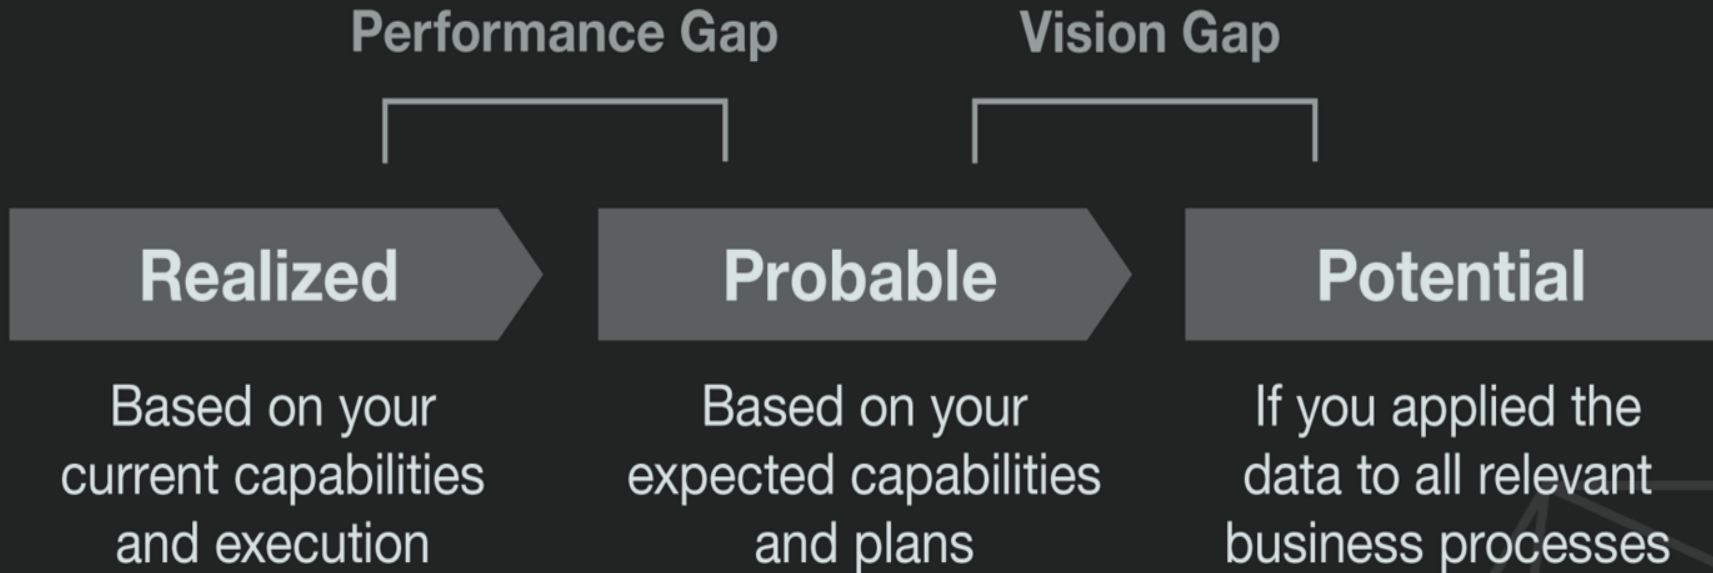 Performance Gap
Vision Gap
Realized
Probable
Potential
Based on your
current capabilities
and execution
Based on your
expected capabilities
and plans
If you applied the
data to all relevant
business processes